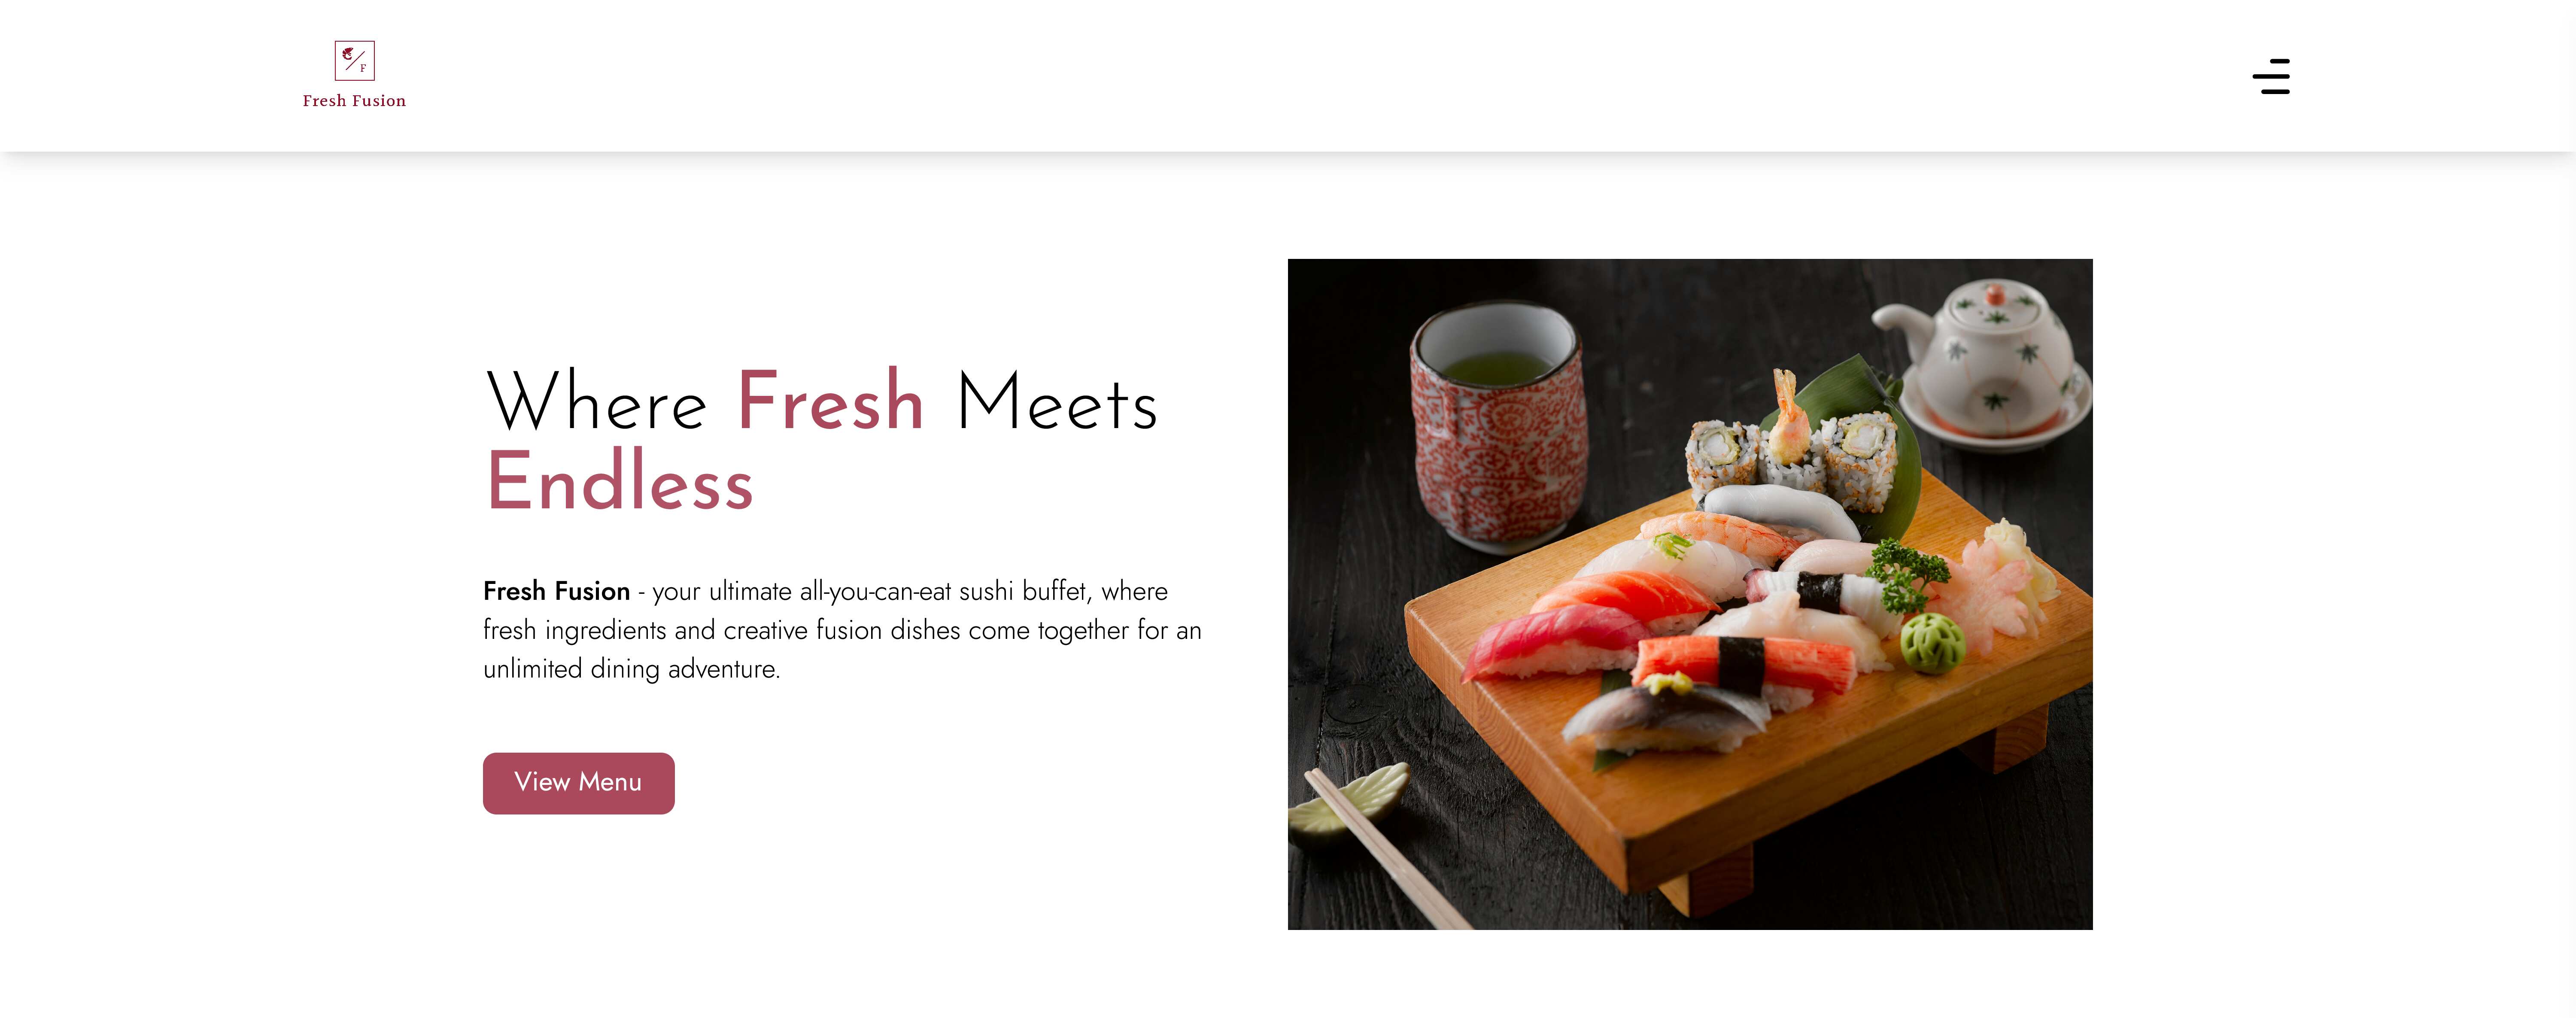 F
Fresh Fusion
Where Fresh Meets
Endless
Fresh Fusion - your ultimate all-you-can-eat sushi buffet, where
fresh ingredients and creative fusion dishes come together for an
unlimited dining adventure.
View Menu